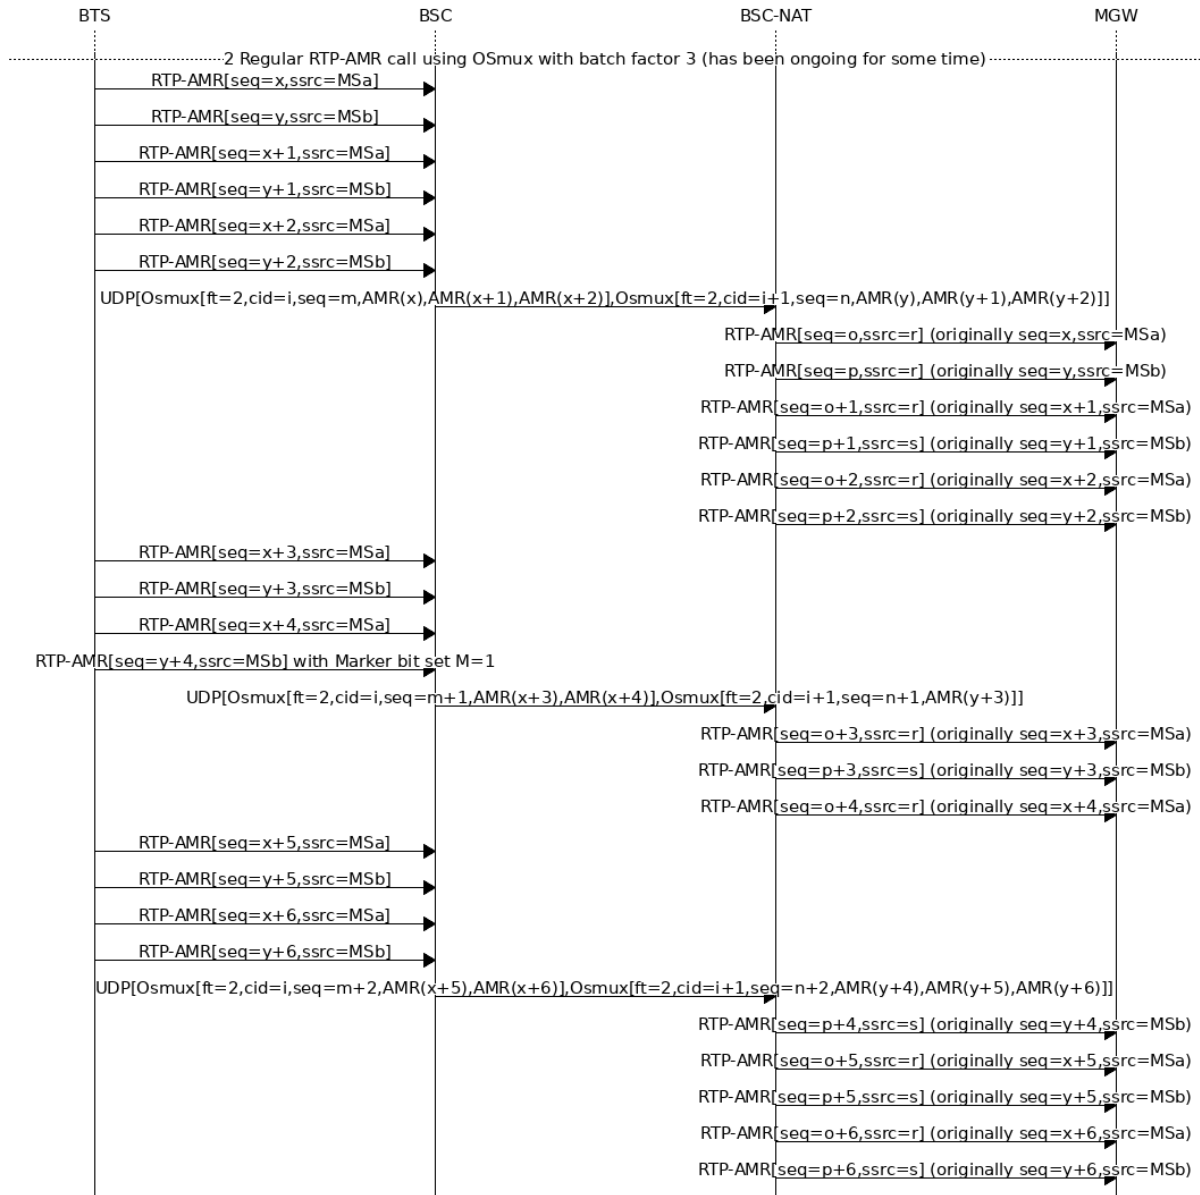 BTS BSC BSC-NAT MGW
2 Regular RTP-AMR call using OSmux with batch factor 3 (has been ongoing for some time)
RTP-AMR[seq=x,ssrc=MSa]
RTP-AMR[seq=y,ssrc=MSb]
RTP-AMR[seq=x+1,ssrc=MSa]
RTP-AMR[seq=y+1,ssrc=MSb]
RTP-AMR[seq=x+2,ssrc=MSa]
RTP-AMR[seq=y+2,ssrc=MSb]
UDP[Osmux[ft=2,cid=i,seq=m,AMR(x),AMR(x+1),AMR(x+2)],Osmux[ft=2,cid=i+1,seq=n,AMR(y),AMR(y+1),AMR(y+2)]]
RTP-AMR[seq=o,ssrc=r] (originally seq=x,ssrc=MSa)
RTP-AMR[seq=p,ssrc=r] (originally seq=y,ssrc=MSb)
RTP-AMR[seq=o+1,ssrc=r] (originally seq=x+1,ssrc=MSa)
RTP-AMR[seq=p+1,ssrc=s] (originally seq=y+1,ssrc=MSb)
RTP-AMR[seq=o+2,ssrc=r] (originally seq=x+2,ssrc=MSa)
RTP-AMR[seq=p+2,ssrc=s] (originally seq=y+2,ssrc=MSb)
RTP-AMR[seq=x+3,ssrc=MSa]
RTP-AMR[seq=y+3,ssrc=MSb]
RTP-AMR[seq=x+4,ssrc=MSa]
RTP-AMR[seq=y+4,ssrc=MSb] with Marker bit set M=1
UDP[Osmux[ft=2,cid=i,seq=m+1,AMR(x+3),AMR(x+4)],Osmux[ft=2,cid=i+1,seq=n+1,AMR(y+3)]]
RTP-AMR[seq=o+3,ssrc=r] (originally seq=x+3,ssrc=MSa)
RTP-AMR[seq=p+3,ssrc=s] (originally seq=y+3,ssrc=MSb)
RTP-AMR[seq=o+4,ssrc=r] (originally seq=x+4,ssrc=MSa)
RTP-AMR[seq=x+5,ssrc=MSa]
RTP-AMR[seq=y+5,ssrc=MSb]
RTP-AMR[seq=x+6,ssrc=MSa]
RTP-AMR[seq=y+6,ssrc=MSb]
UDP[Osmux[ft=2,cid=i,seq=m+2,AMR(x+5),AMR(x+6)],Osmux[ft=2,cid=i+1,seq=n+2,AMR(y+4),AMR(y+5),AMR(y+6)]]
RTP-AMR[seq=p+4,ssrc=s] (originally seq=y+4,ssrc=MSb)
RTP-AMR[seq=o+5,ssrc=r] (originally seq=x+5,ssrc=MSa)
RTP-AMR[seq=p+5,ssrc=s] (originally seq=y+5,ssrc=MSb)
RTP-AMR[seq=o+6,ssrc=r] (originally seq=x+6,ssrc=MSa)
RTP-AMR[seq=p+6,ssrc=s] (originally seq=y+6,ssrc=MSb)